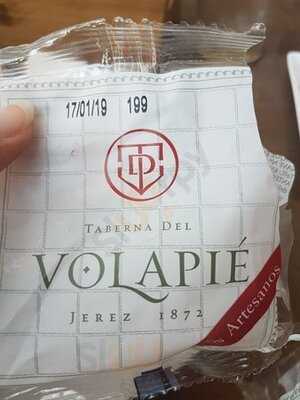 17/01/19 199
TABERNA DEL
VOLAPIÉ
JEREZ 1872
Artesanos